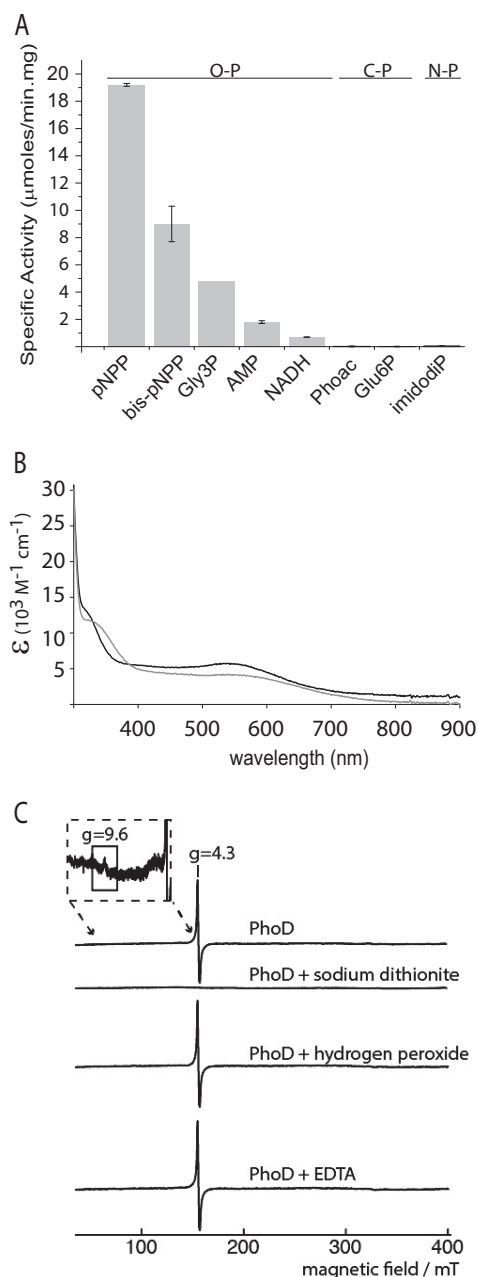 A
O-P C-P N-P
Specific Activity (μmoles/min.mg)
20
18
16
14
12
10
8
6
4
2
pNPP bis-pNPP Gly3P AMP NADH Phoac Glu6P imidodiP
B
ε (10³ M⁻¹ cm⁻¹)
30
25
20
15
10
5
400 500 600 700 800 900
wavelength (nm)
C
g=9.6
g=4.3
PhoD
PhoD + sodium dithionite
PhoD + hydrogen peroxide
PhoD + EDTA
100 200 300 400
magnetic field / mT